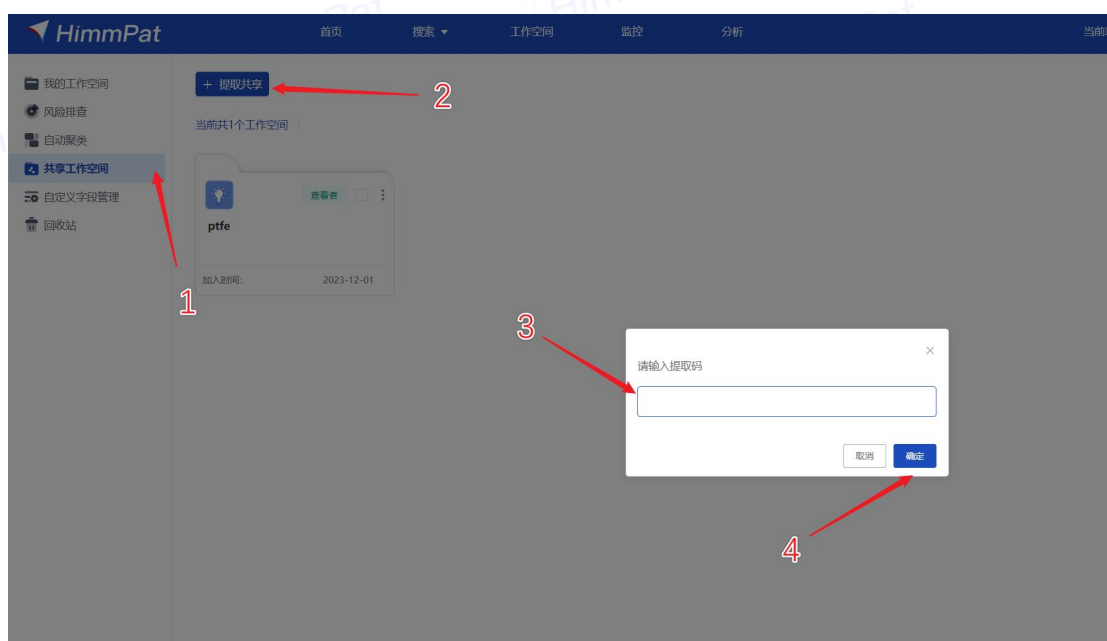 HimmPat 首页 搜索 工作空间 监控 分析 当前
我的工作空间
+ 提取共享
2
风险排查
当前共1个工作空间
自动聚类
共享工作空间
查看者
自定义字段管理
回收站
ptfe
加入时间: 2023-12-01
1
3
请输入提取码
取消 确定
4